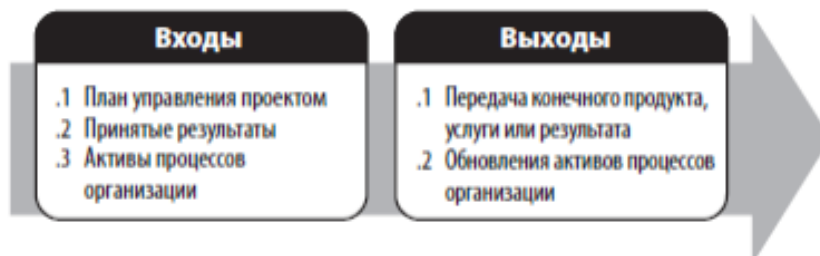 Входы
.1 План управления проектом
.2 Принятые результаты
.3 Активы процессов
организации
Выходы
.1 Передача конечного продукта,
услуги или результата
.2 Обновления активов процессов
организации